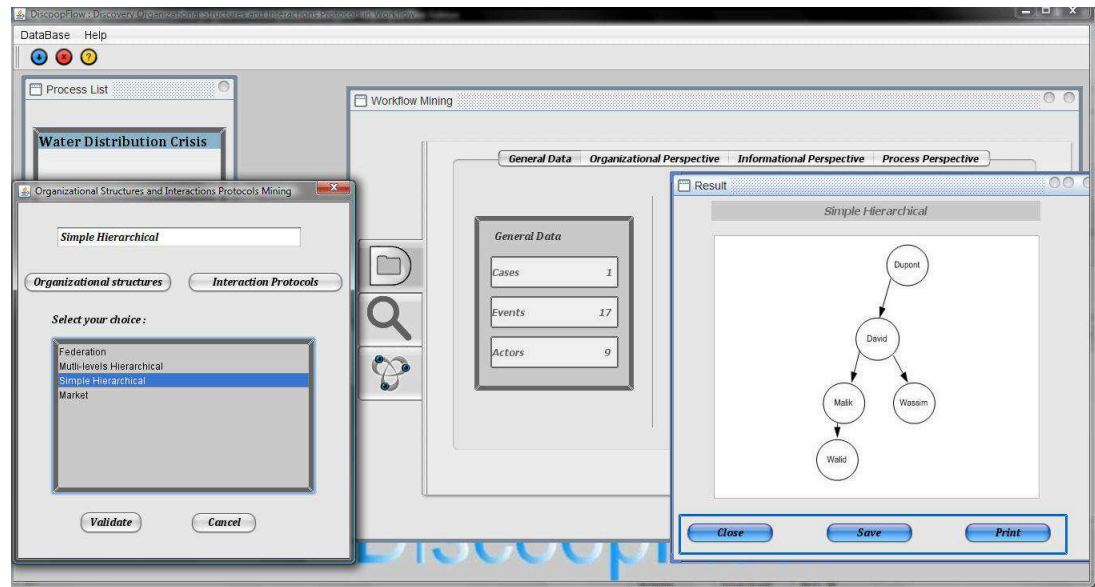 DiscoopFlow : Discovery Organizational Structures and Interactions Protocols in Workflow
DataBase Help
Process List
Water Distribution Crisis
Workflow Mining
General Data Organizational Perspective Informational Perspective Process Perspective
General Data
Cases 1
Events 17
Actors 9
Organizational Structures and Interactions Protocols Mining
Simple Hierarchical
Organizational structures Interaction Protocols
Select your choice :
Federation
Mutli-levels Hierarchical
Simple Hierarchical
Market
Validate Cancel
Result
Simple Hierarchical
Dupont
David
Malik Wassim
Walid
Close Save Print